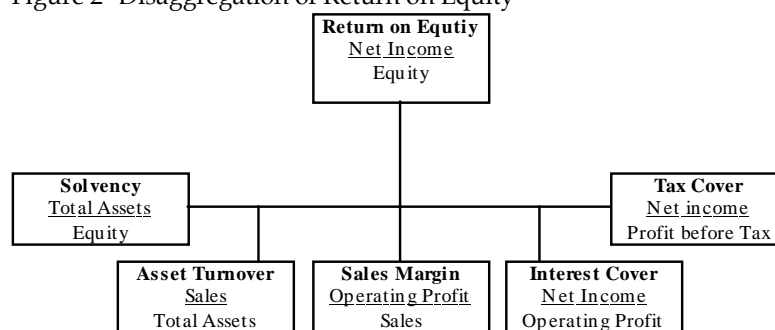 Figure 2 Disaggregation of Return on Equity
Return on Equtiy
Net Income
Equity
Solvency
Total Assets
Equity
Tax Cover
Net income
Profit before Tax
Asset Turnover
Sales
Total Assets
Sales Margin
Operating Profit
Sales
Interest Cover
Net Income
Operating Profit